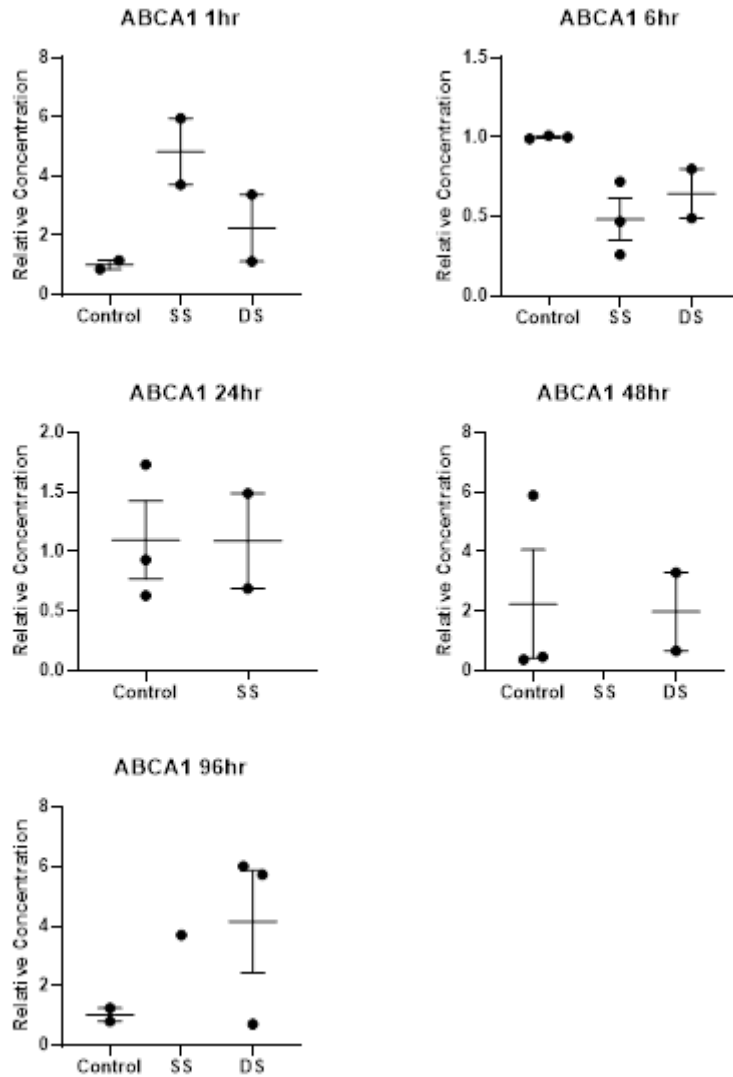 ABCA1 1hr
Relative Concentration
8
6
4
2
0
Control SS DS
ABCA1 6hr
Relative Concentration
1.5
1.0
0.5
0.0
Control SS DS
ABCA1 24hr
Relative Concentration
2.0
1.5
1.0
0.5
0.0
Control SS
ABCA1 48hr
Relative Concentration
8
6
4
2
0
Control SS DS
ABCA1 96hr
Relative Concentration
8
6
4
2
0
Control SS DS